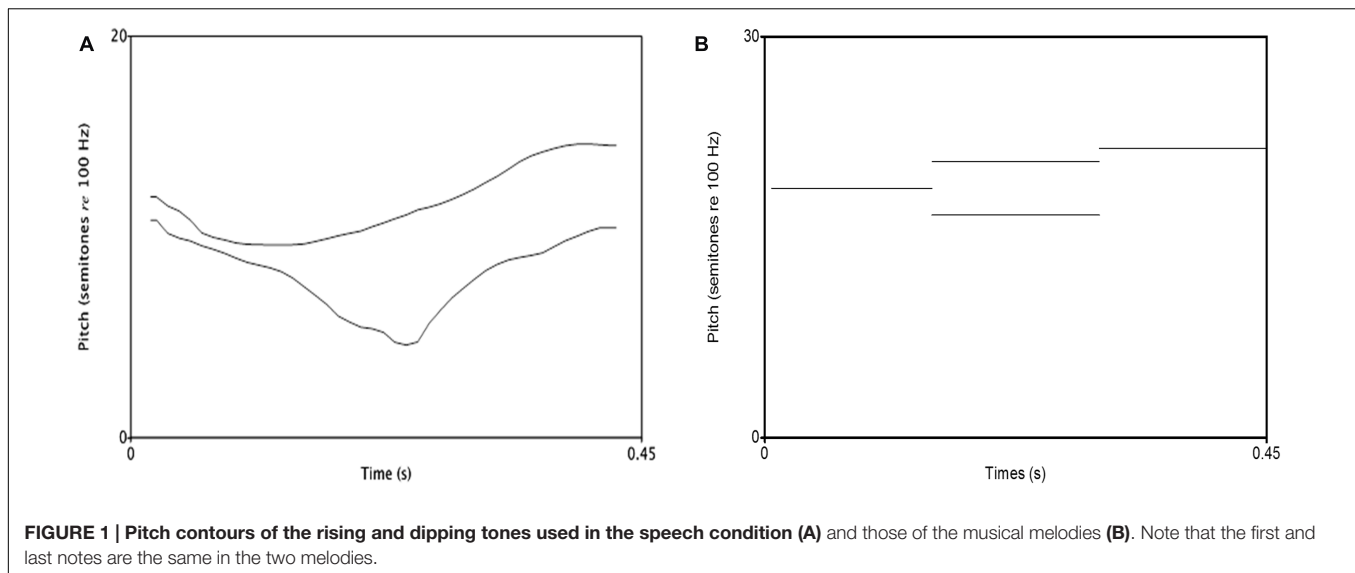 A
20
Pitch (semitones re 100 Hz)
0
0
0.45
Time (s)
B
30
Pitch (semitones re 100 Hz)
0
0
0.45
Times (s)
FIGURE 1 | Pitch contours of the rising and dipping tones used in the speech condition (A) and those of the musical melodies (B). Note that the first and
last notes are the same in the two melodies.